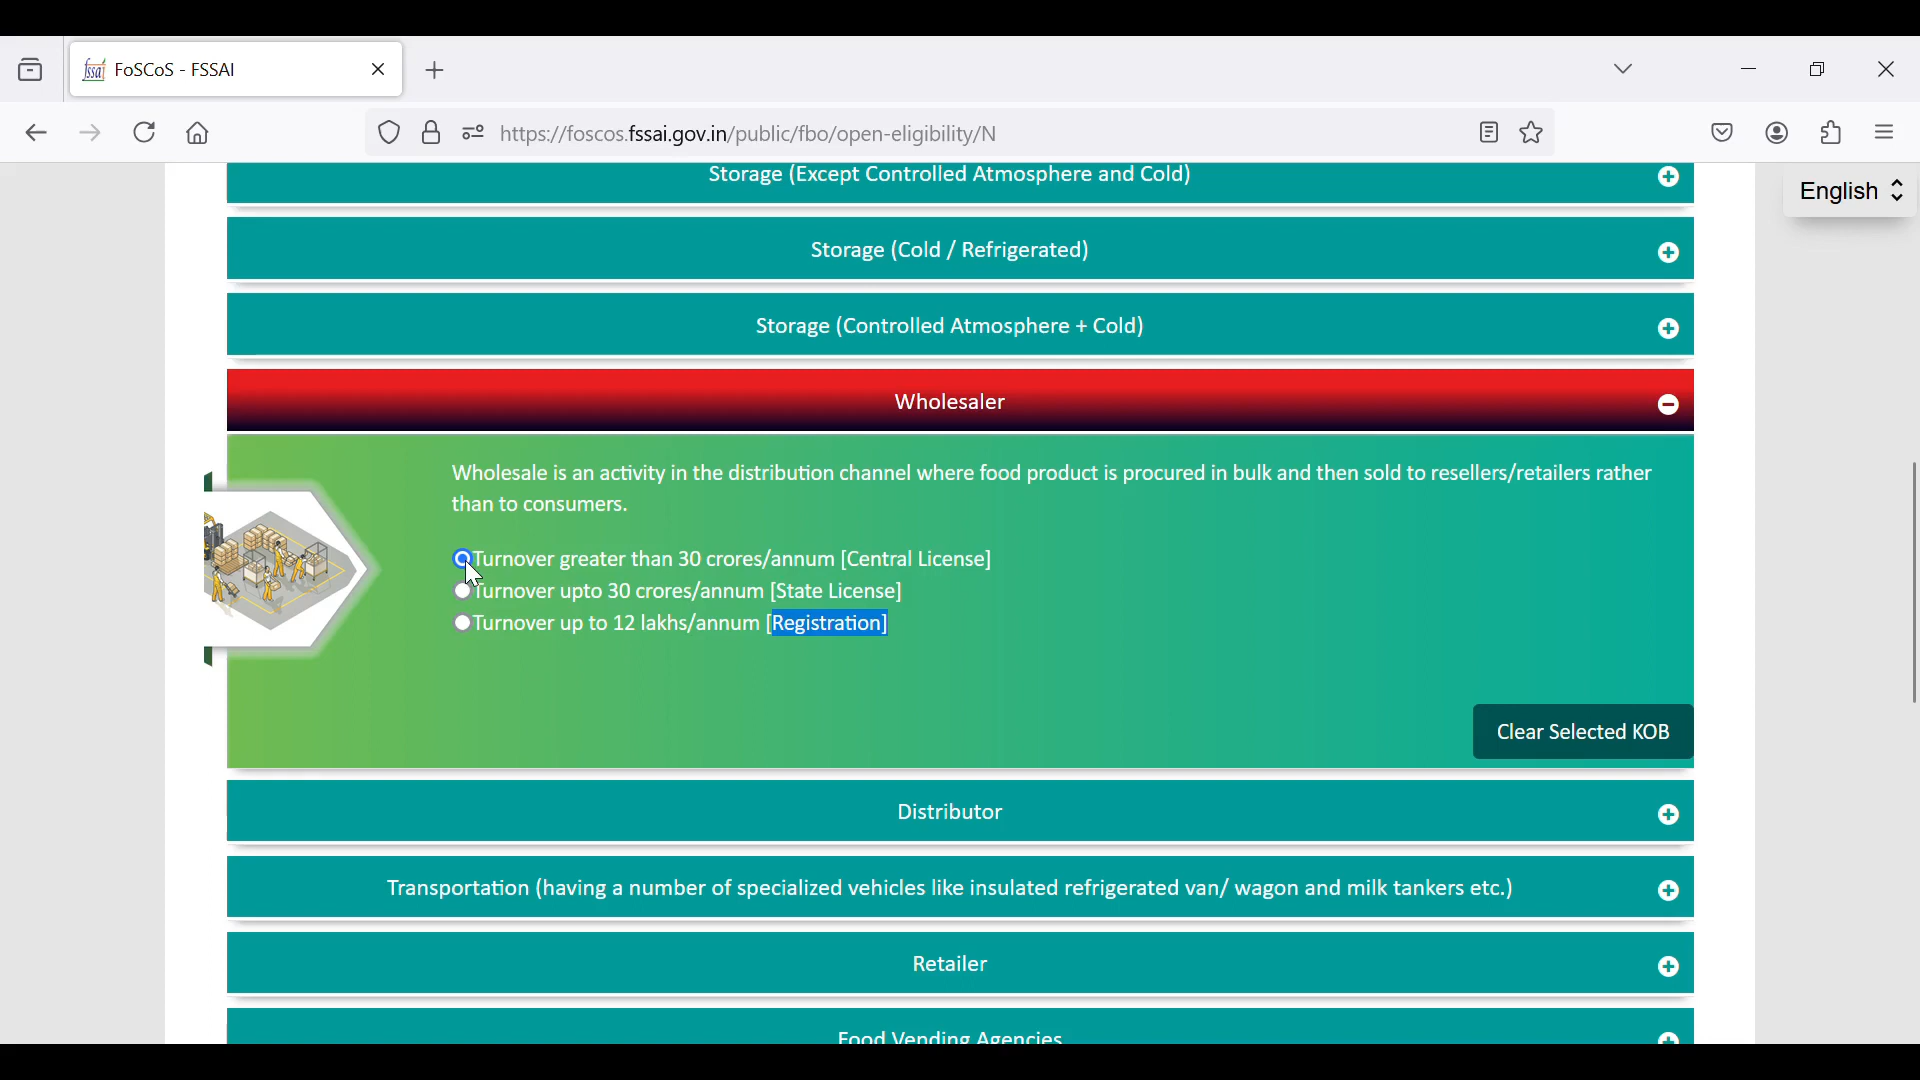 fssai FoSCoS - FSSAI
https://foscos.fssai.gov.in/public/fbo/open-eligibility/N
English
Storage (Except Controlled Atmosphere and Cold)
Storage (Cold / Refrigerated)
Storage (Controlled Atmosphere + Cold)
Wholesaler
Wholesale is an activity in the distribution channel where food product is procured in bulk and then sold to resellers/retailers rather
than to consumers.
Turnover greater than 30 crores/annum [Central License]
Turnover upto 30 crores/annum [State License]
Turnover up to 12 lakhs/annum [Registration]
Clear Selected KOB
Distributor
Transportation (having a number of specialized vehicles like insulated refrigerated van/ wagon and milk tankers etc.)
Retailer
Food Vending Agencies